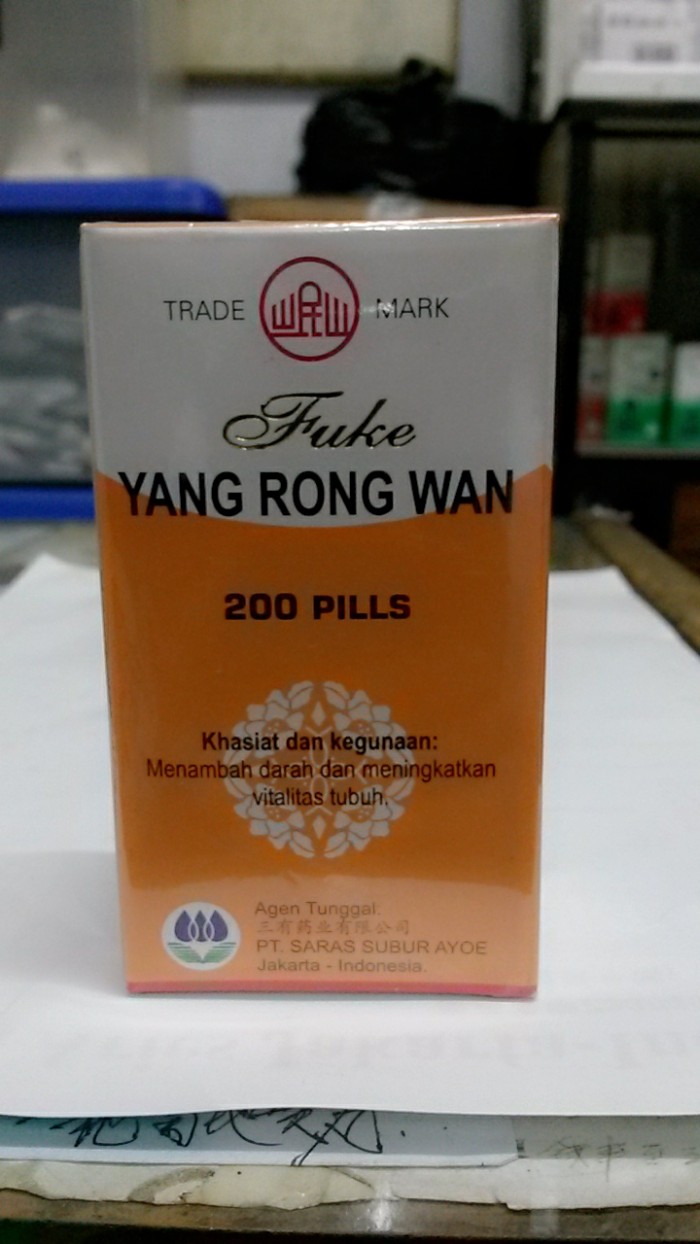 TRADE MARK
Fuke
YANG RONG WAN
200 PILLS
Khasiat dan kegunaan:
Menambah darah dan meningkatkan
vitalitas tubuh.
Agen Tunggal:
三有药业有限公司
PT. SARAS SUBUR AYOE
Jakarta - Indonesia.